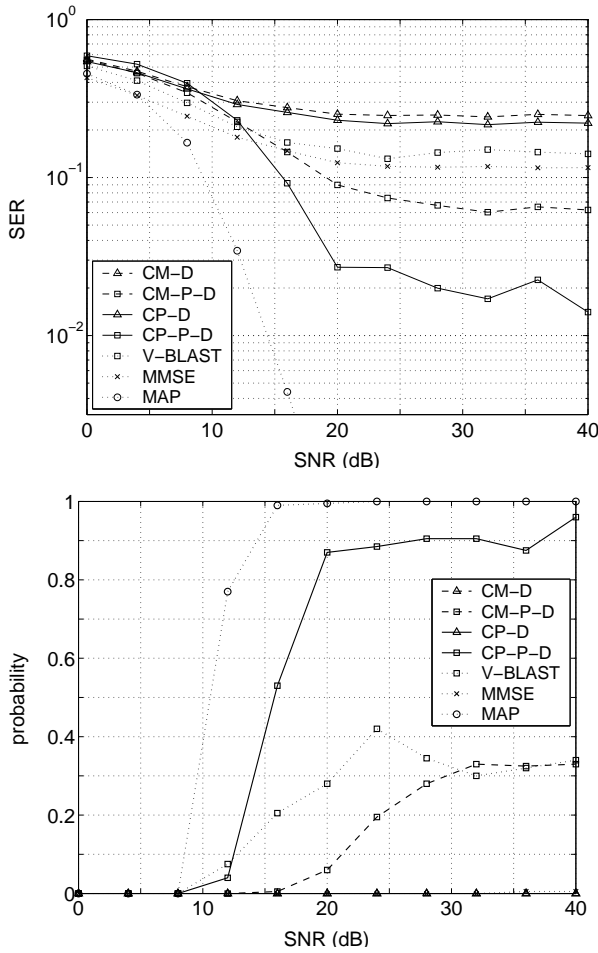 10^0
10^−1
10^−2
SER
CM−D
CM−P−D
CP−D
CP−P−D
V−BLAST
MMSE
MAP
0 10 20 30 40
SNR (dB)
1
0.8
0.6
0.4
0.2
0
probability
CM−D
CM−P−D
CP−D
CP−P−D
V−BLAST
MMSE
MAP
0 10 20 30 40
SNR (dB)